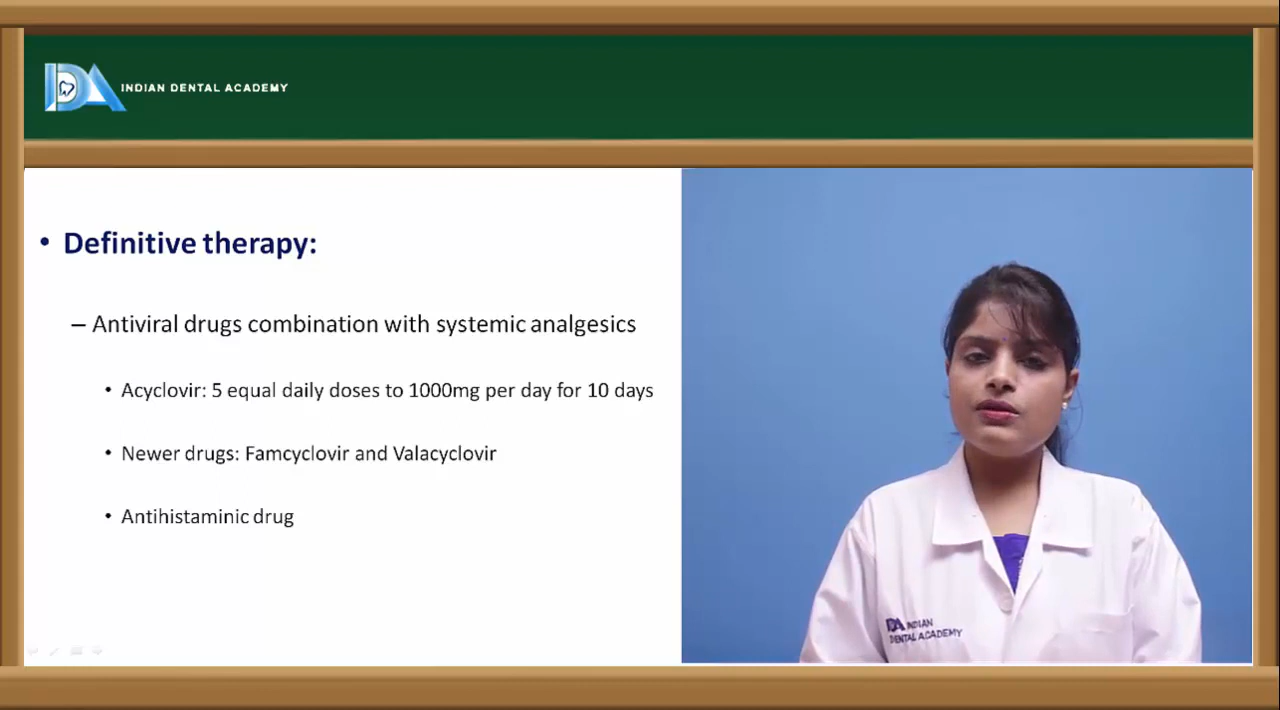 INDIAN DENTAL ACADEMY
• Definitive therapy:
– Antiviral drugs combination with systemic analgesics
• Acyclovir: 5 equal daily doses to 1000mg per day for 10 days
• Newer drugs: Famcyclovir and Valacyclovir
• Antihistaminic drug
INDIAN
DENTAL ACADEMY